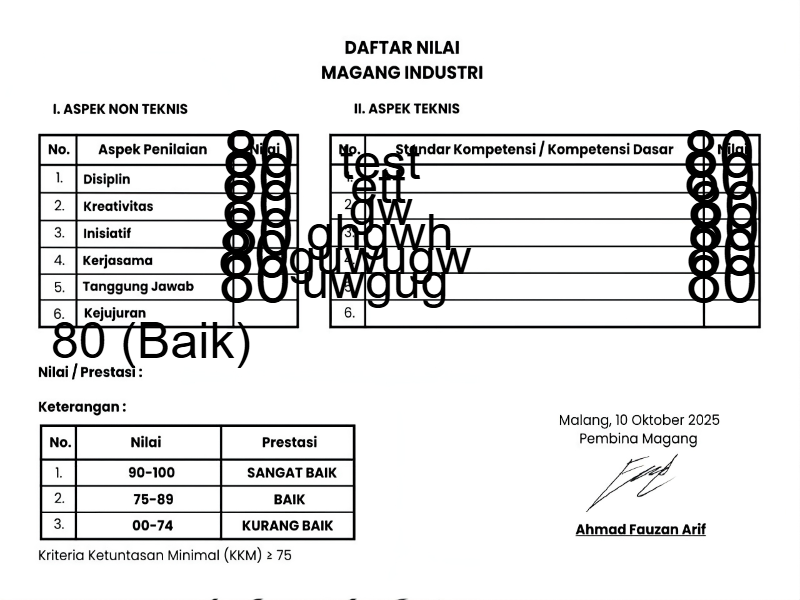 DAFTAR NILAI
MAGANG INDUSTRI
I. ASPEK NON TEKNIS
II. ASPEK TEKNIS
No. Aspek Penilaian Nilai
80
1. Disiplin 80
2. Kreativitas 80
3. Inisiatif 80
4. Kerjasama 80
5. Tanggung Jawab 80
6. Kejujuran
No. Standar Kompetensi / Kompetensi Dasar Nilai
test 80
1. ett 80
2. gw 80
3. ghgwh 80
4. guwugw 80
5. uwgug 80
6.
80 (Baik)
Nilai / Prestasi :
Keterangan :
No. Nilai Prestasi
1. 90-100 SANGAT BAIK
2. 75-89 BAIK
3. 00-74 KURANG BAIK
Kriteria Ketuntasan Minimal (KKM) ≥ 75
Malang, 10 Oktober 2025
Pembina Magang
Ahmad Fauzan Arif